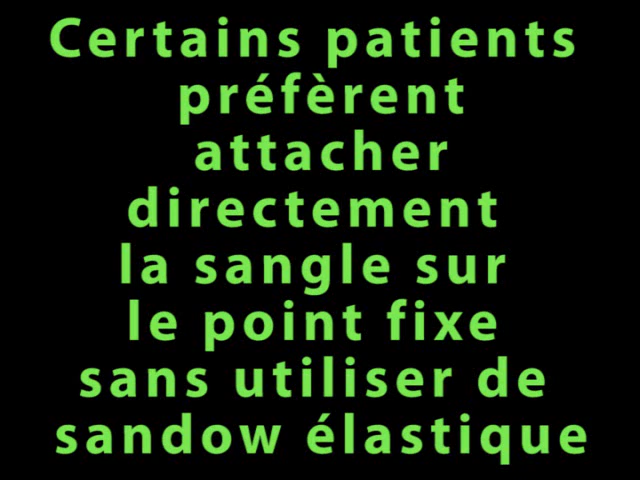 Certains patients
préfèrent
attacher
directement
la sangle sur
le point fixe
sans utiliser de
sandow élastique